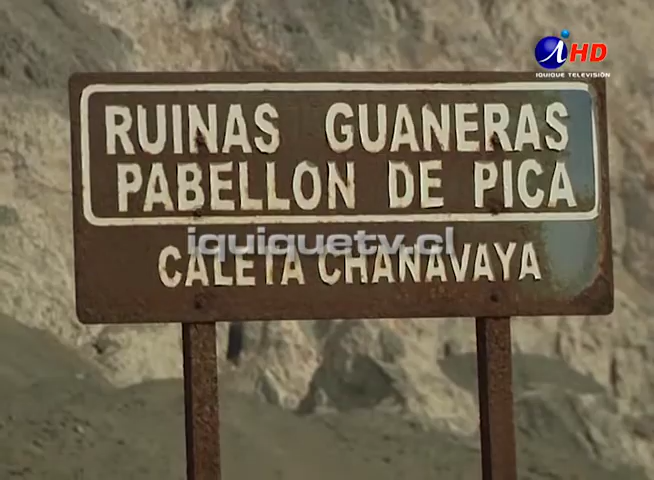 iHD
IQUIQUE TELEVISIÓN
RUINAS GUANERAS
PABELLON DE PICA
iquiquetv.cl
CALETA CHANAVAYA